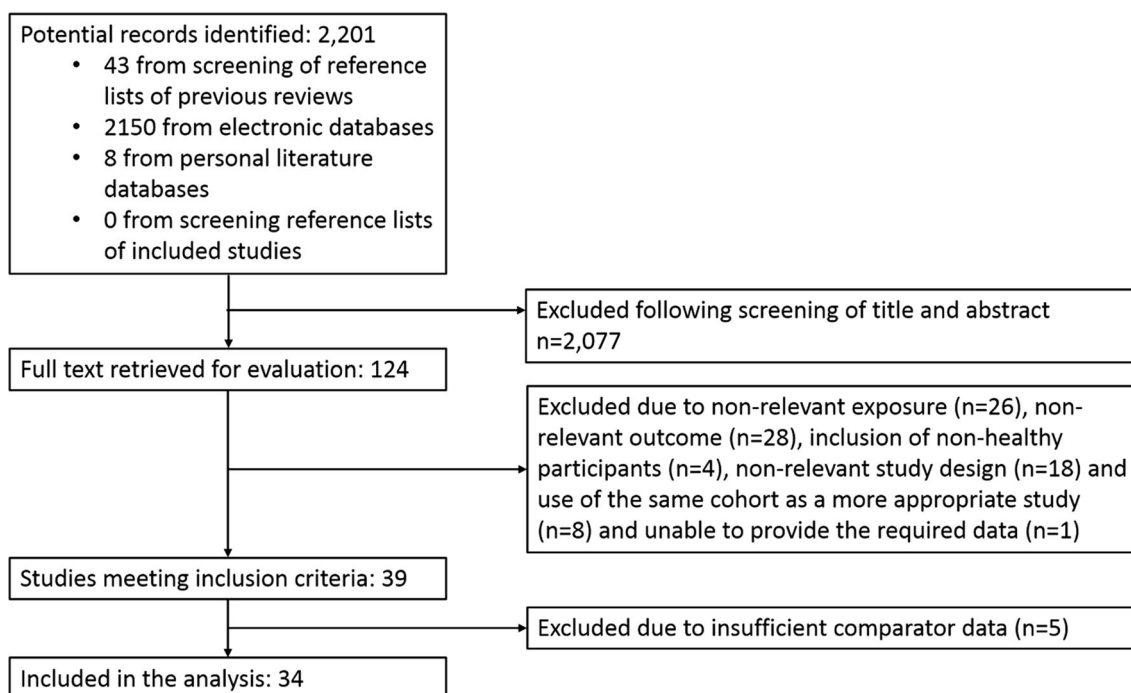 Potential records identified: 2,201
• 43 from screening of reference
lists of previous reviews
• 2150 from electronic databases
• 8 from personal literature
databases
• 0 from screening reference lists
of included studies
Excluded following screening of title and abstract
n=2,077
Full text retrieved for evaluation: 124
Excluded due to non-relevant exposure (n=26), non-
relevant outcome (n=28), inclusion of non-healthy
participants (n=4), non-relevant study design (n=18) and
use of the same cohort as a more appropriate study
(n=8) and unable to provide the required data (n=1)
Studies meeting inclusion criteria: 39
Excluded due to insufficient comparator data (n=5)
Included in the analysis: 34